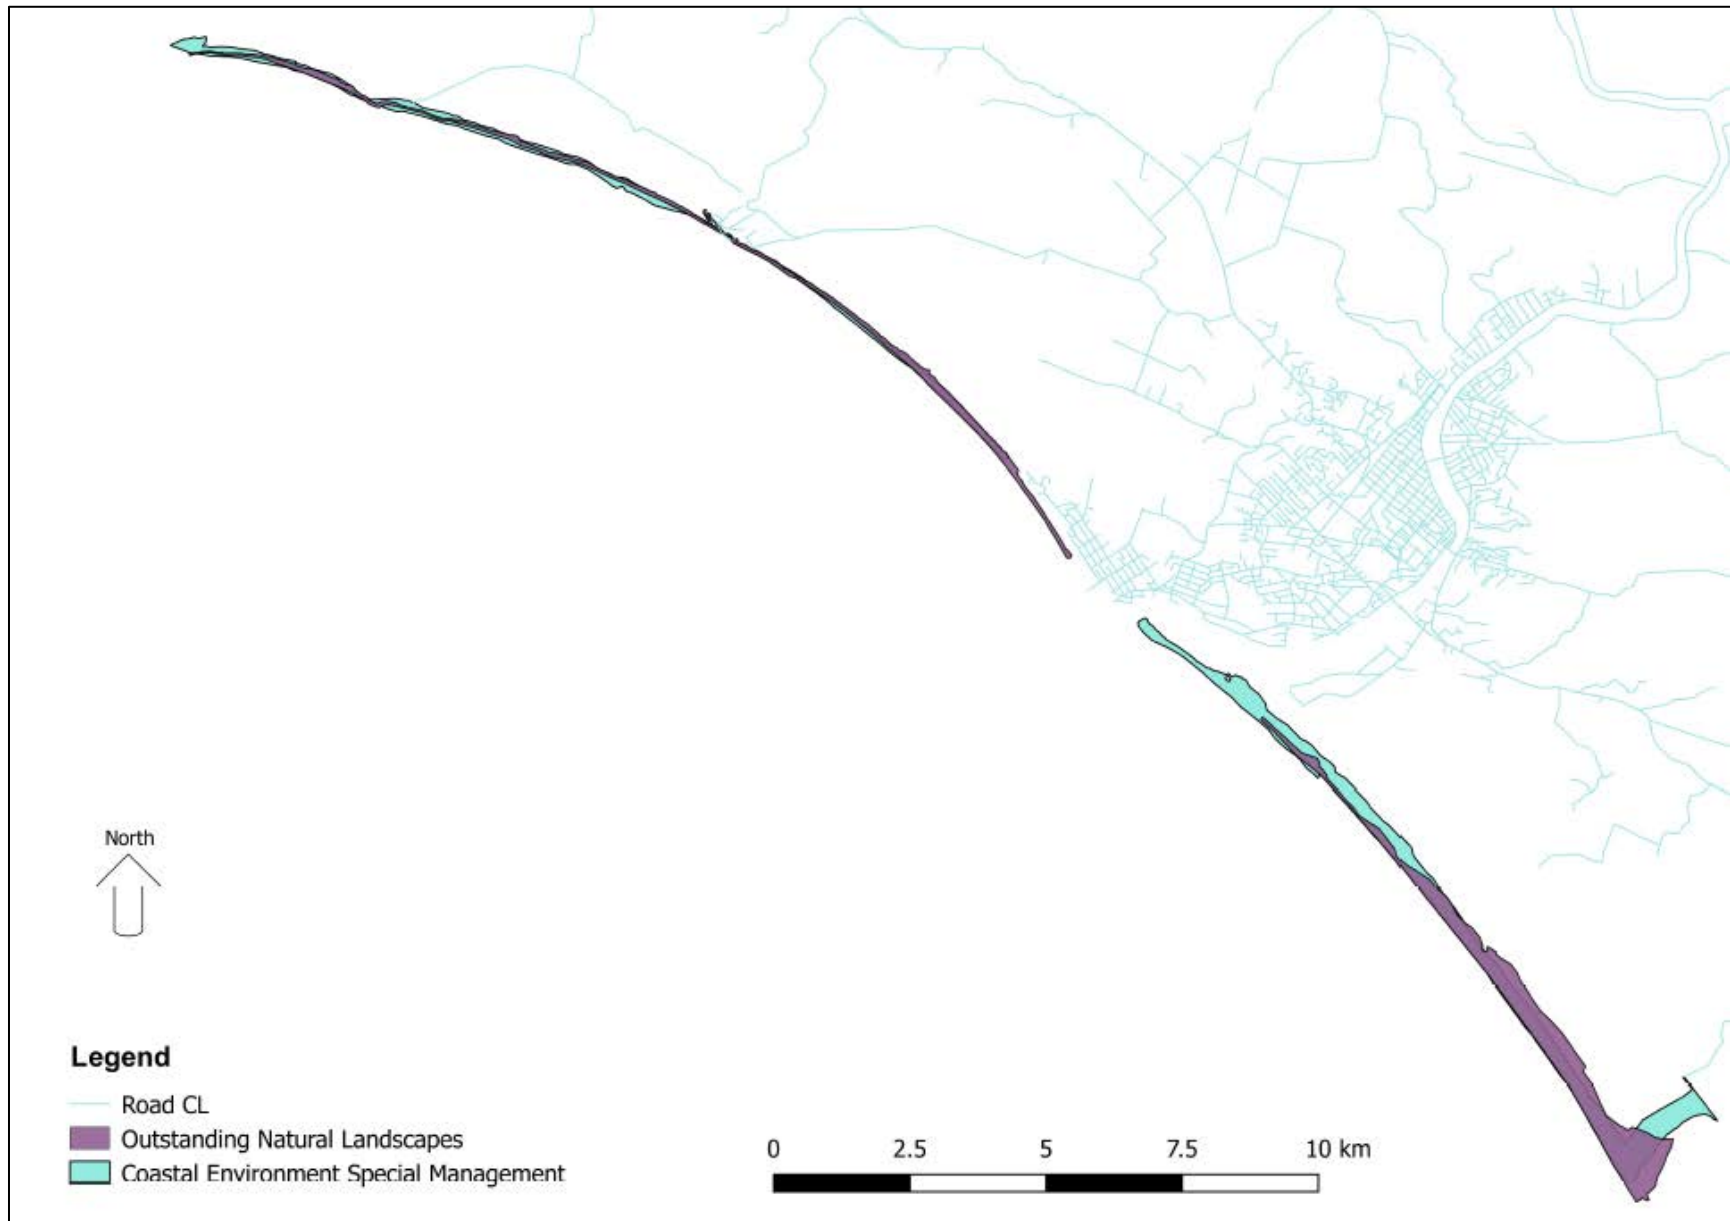 North
Legend
Road CL
Outstanding Natural Landscapes
Coastal Environment Special Management
0 2.5 5 7.5 10 km